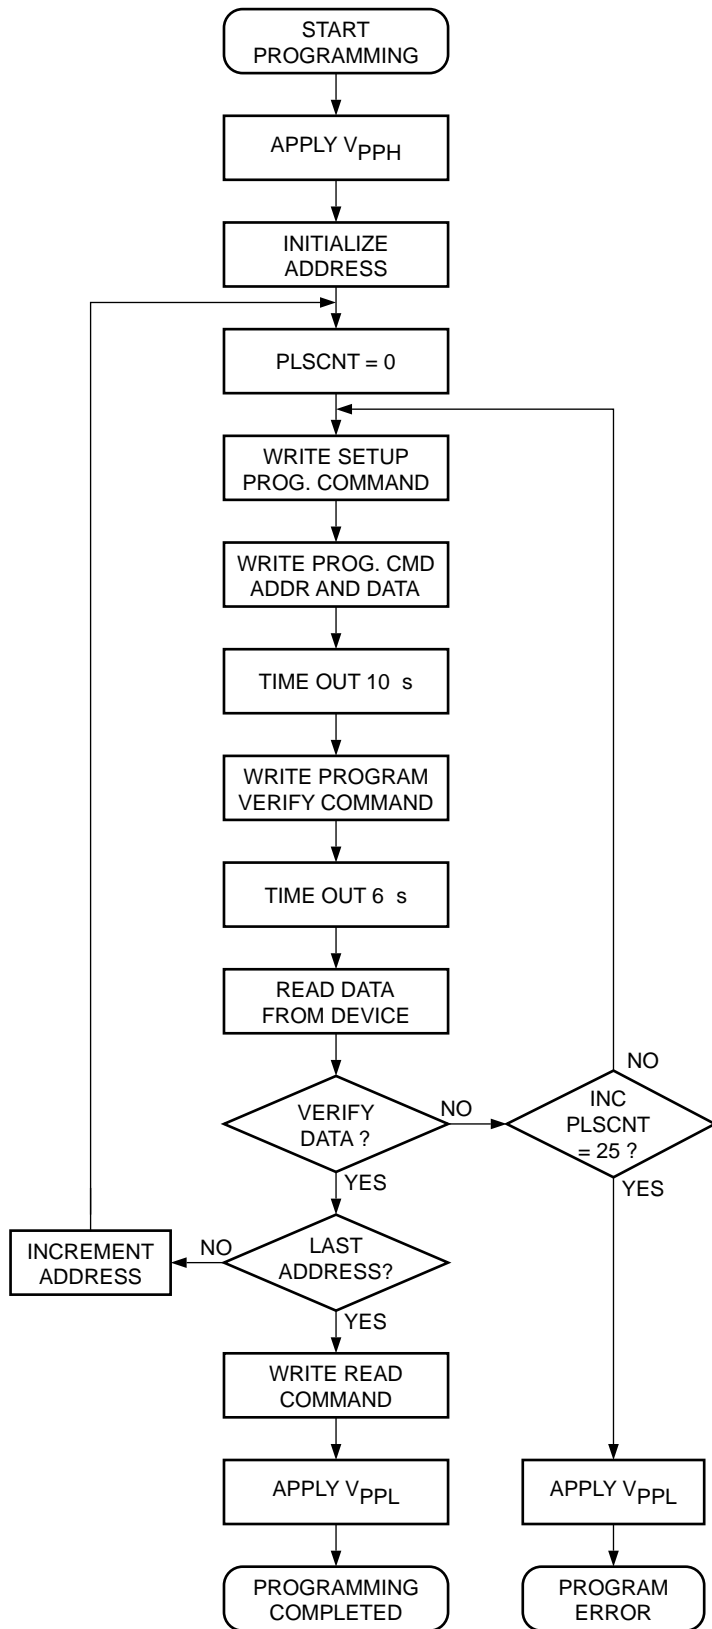 START
PROGRAMMING
APPLY VPPH
INITIALIZE
ADDRESS
PLSCNT = 0
WRITE SETUP
PROG. COMMAND
WRITE PROG. CMD
ADDR AND DATA
TIME OUT 10  s
WRITE PROGRAM
VERIFY COMMAND
TIME OUT 6  s
READ DATA
FROM DEVICE
VERIFY
DATA ?
NO
YES
INC
PLSCNT
= 25 ?
NO
YES
LAST
ADDRESS?
NO
YES
INCREMENT
ADDRESS
WRITE READ
COMMAND
APPLY VPPL
APPLY VPPL
PROGRAMMING
COMPLETED
PROGRAM
ERROR